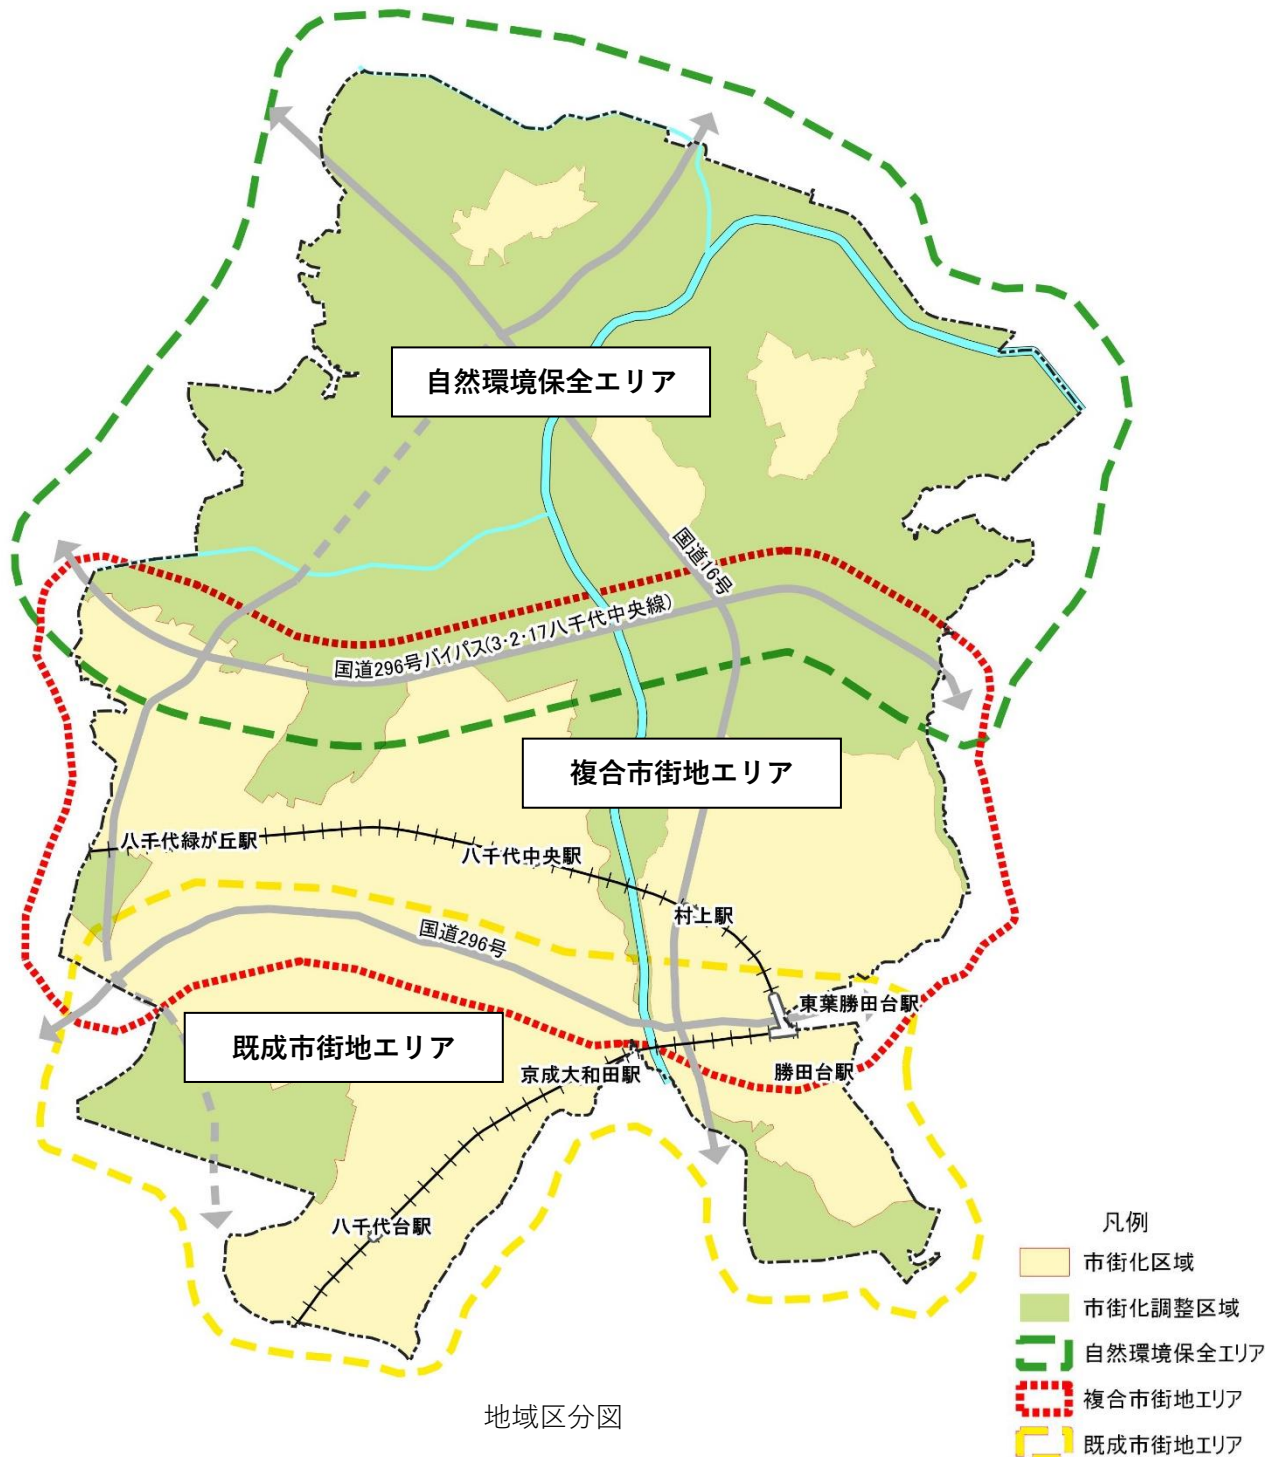 自然環境保全エリア
国道16号
国道296号バイパス(3・2・17八千代中央線)
複合市街地エリア
八千代緑が丘駅
八千代中央駅
村上駅
国道296号
東葉勝田台駅
既成市街地エリア
京成大和田駅
勝田台駅
八千代台駅
凡例
市街化区域
市街化調整区域
自然環境保全エリア
複合市街地エリア
既成市街地エリア
地域区分図